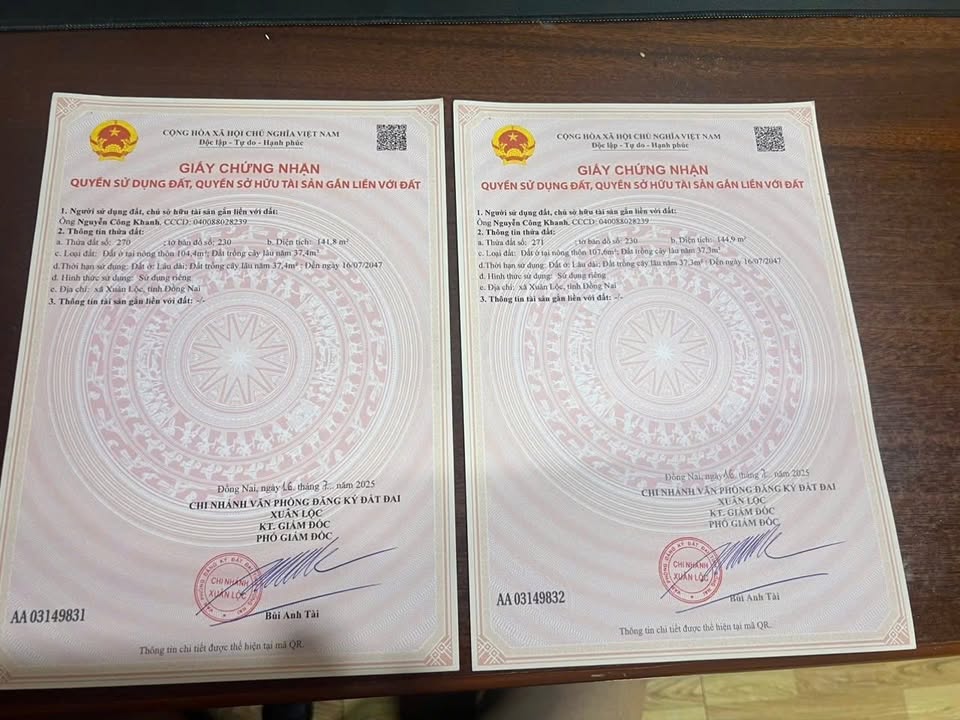 CỘNG HÒA XÃ HỘI CHỦ NGHĨA VIỆT NAM
Độc lập - Tự do - Hạnh phúc
GIẤY CHỨNG NHẬN
QUYỀN SỬ DỤNG ĐẤT, QUYỀN SỞ HỮU TÀI SẢN GẮN LIỀN VỚI ĐẤT
1. Người sử dụng đất, chủ sở hữu tài sản gắn liền với đất:
Ông Nguyễn Công Khanh, CCCD: 040088028239
2. Thông tin thửa đất:
a. Thửa đất số: 270 ; tờ bản đồ số: 230 b. Diện tích: 141,8 m²
c. Loại đất: Đất ở tại nông thôn 104,4m²; Đất trồng cây lâu năm 37,4m²
d.Thời hạn sử dụng: Đất ở: Lâu dài; Đất trồng cây lâu năm 37,4m² : Đến ngày 16/07/2047
đ. Hình thức sử dụng: Sử dụng riêng
e. Địa chỉ: xã Xuân Lộc, tỉnh Đồng Nai
3. Thông tin tài sản gắn liền với đất: -/-
Đồng Nai, ngày 16 tháng 7 năm 2025
CHI NHÁNH VĂN PHÒNG ĐĂNG KÝ ĐẤT ĐAI
XUÂN LỘC
KT. GIÁM ĐỐC
PHÓ GIÁM ĐỐC
CHI NHÁNH
XUÂN LỘC
Bùi Anh Tài
AA 03149831
Thông tin chi tiết được thể hiện tại mã QR.
CỘNG HÒA XÃ HỘI CHỦ NGHĨA VIỆT NAM
Độc lập - Tự do - Hạnh phúc
GIẤY CHỨNG NHẬN
QUYỀN SỬ DỤNG ĐẤT, QUYỀN SỞ HỮU TÀI SẢN GẮN LIỀN VỚI ĐẤT
1. Người sử dụng đất, chủ sở hữu tài sản gắn liền với đất:
Ông Nguyễn Công Khanh, CCCD: 040088028239
2. Thông tin thửa đất:
a. Thửa đất số: 271 ; tờ bản đồ số: 230 b. Diện tích: 144,9 m²
c. Loại đất: Đất ở tại nông thôn 107,6m²; Đất trồng cây lâu năm 37,3m²
d.Thời hạn sử dụng: Đất ở: Lâu dài; Đất trồng cây lâu năm 37,3m² : Đến ngày 16/07/2047
đ. Hình thức sử dụng: Sử dụng riêng
e. Địa chỉ: xã Xuân Lộc, tỉnh Đồng Nai
3. Thông tin tài sản gắn liền với đất: -/-
Đồng Nai, ngày 16 tháng 7 năm 2025
CHI NHÁNH VĂN PHÒNG ĐĂNG KÝ ĐẤT ĐAI
XUÂN LỘC
KT. GIÁM ĐỐC
PHÓ GIÁM ĐỐC
CHI NHÁNH
XUÂN LỘC
Bùi Anh Tài
AA 03149832
Thông tin chi tiết được thể hiện tại mã QR.